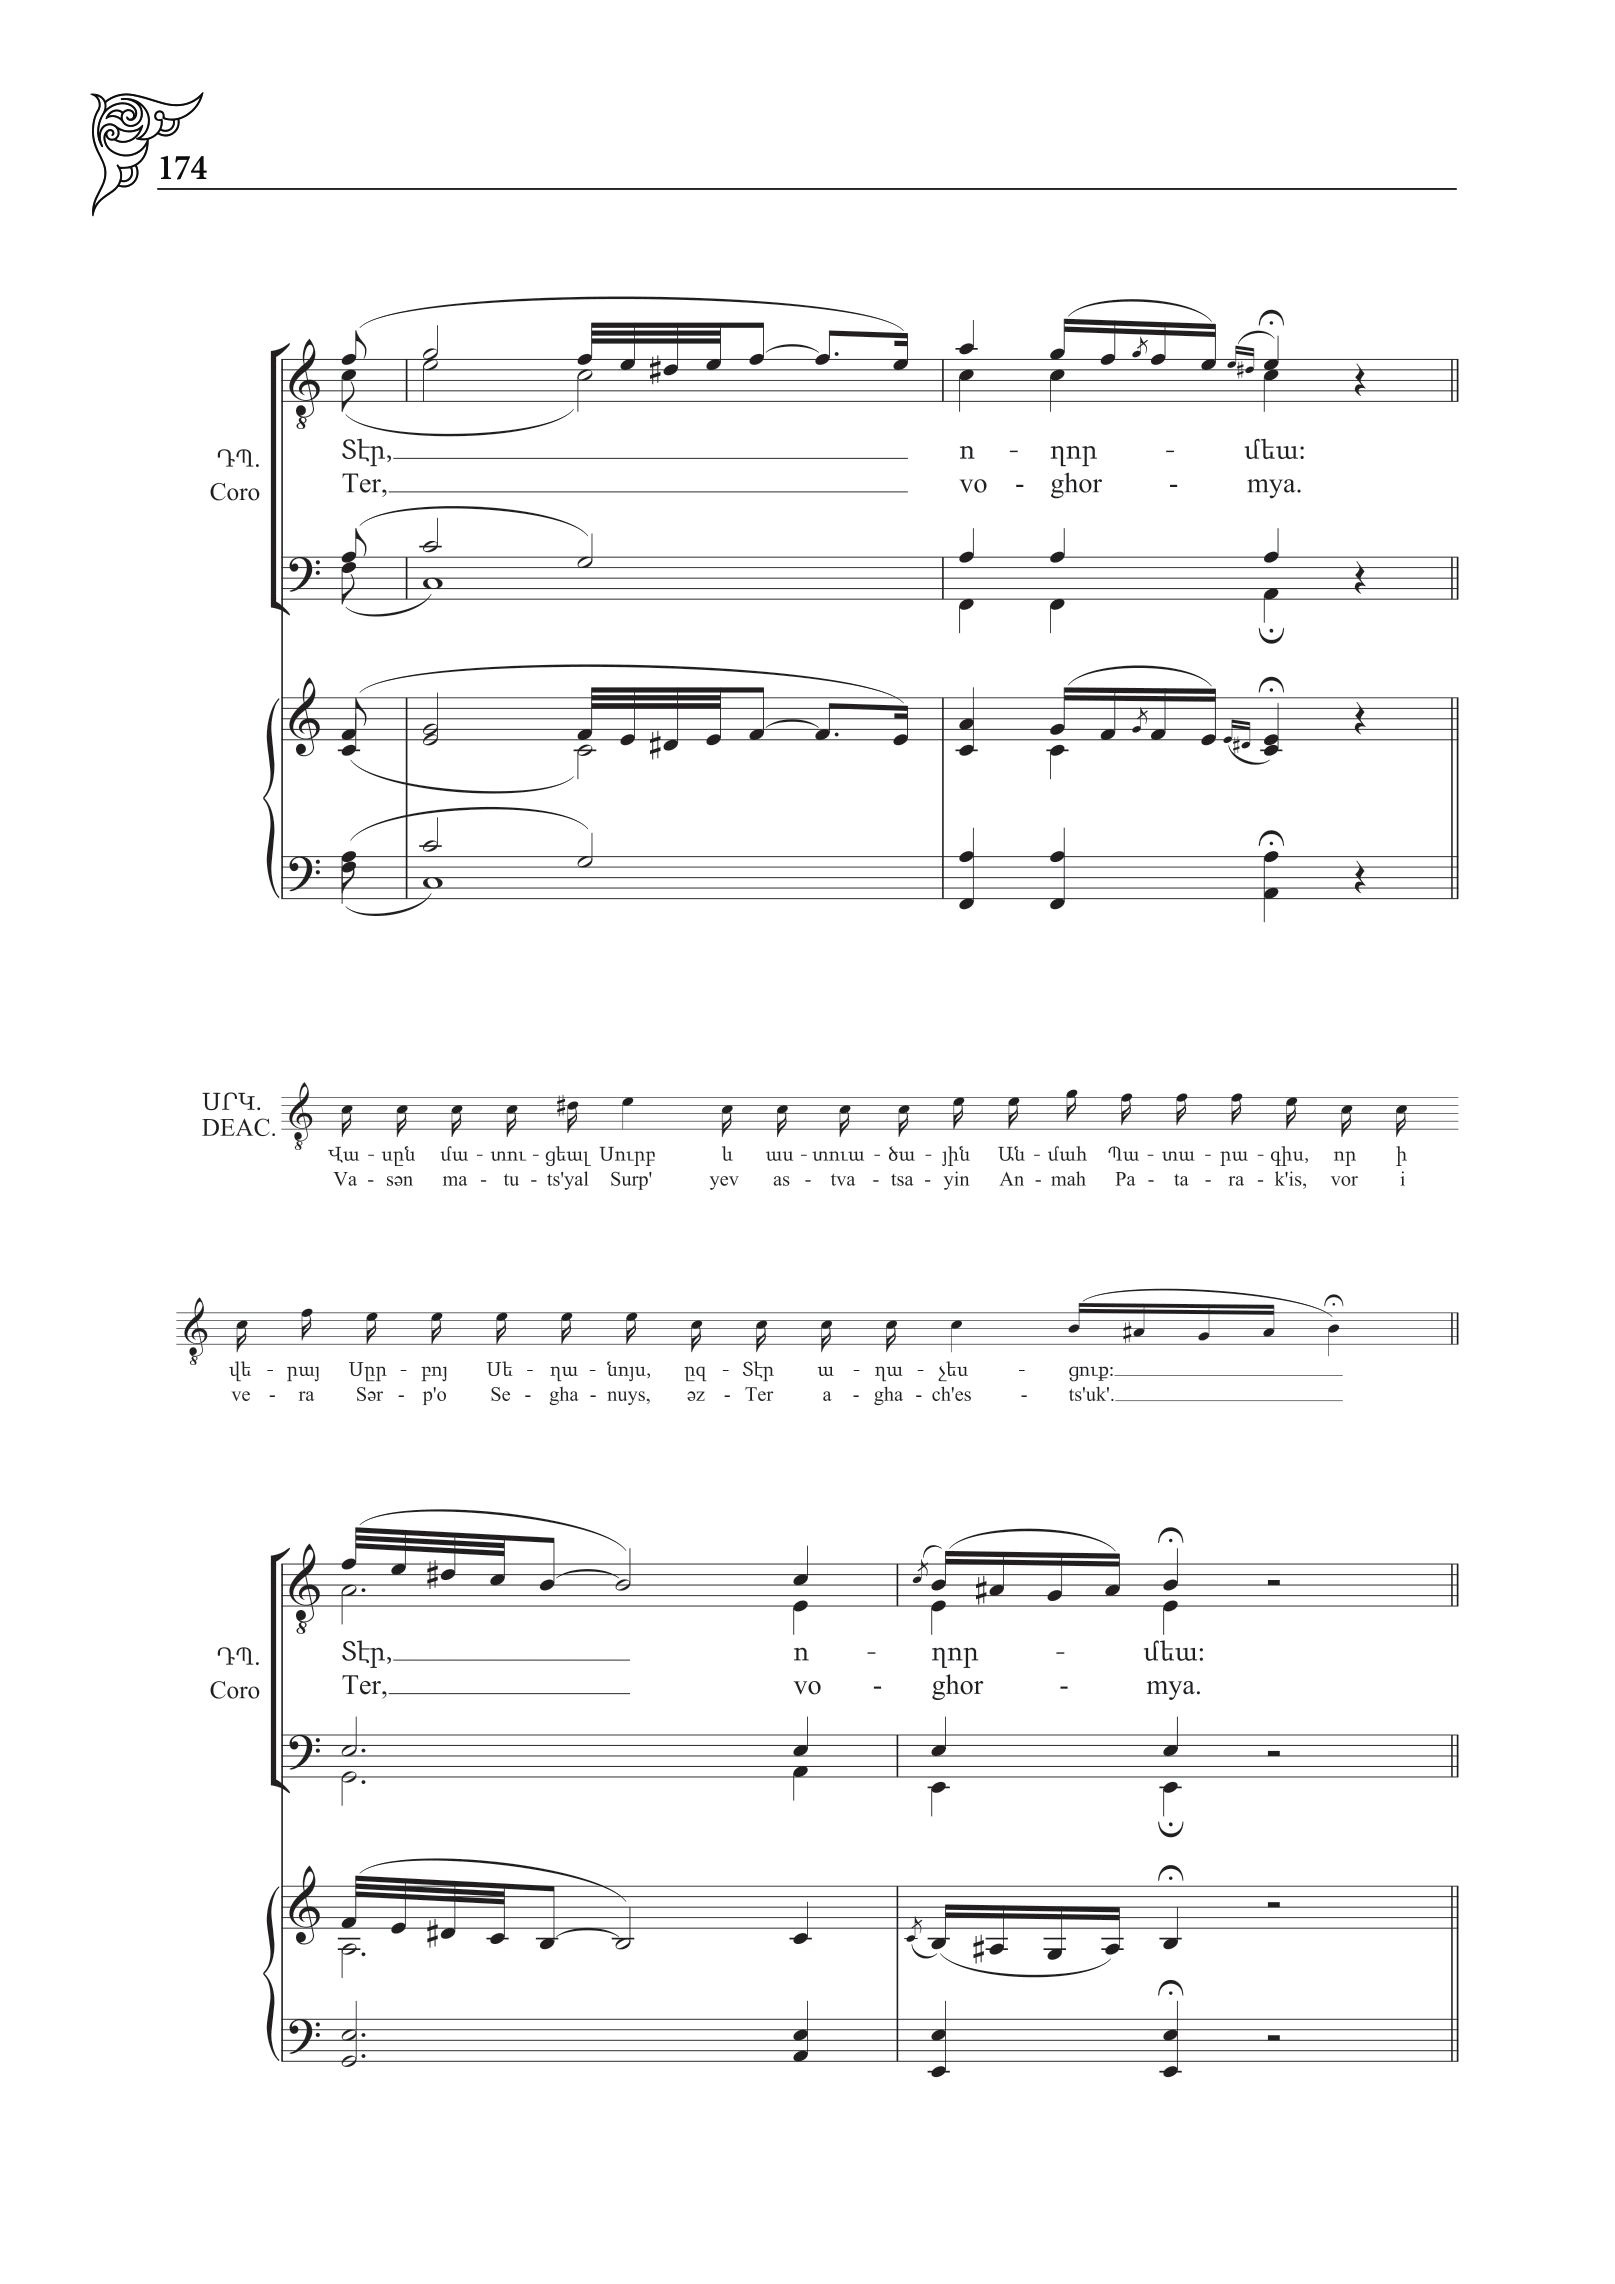 174
Տէր, ո - ղոր - մեա:
ԴՊ.
Ter, vo - ghor - mya.
Coro
ՍՐԿ.
DEAC.
Վա - սըն մա - տու - ցեալ Սուրբ և աս - տուա - ծա - յին Ան - մահ Պա - տա - րա - գիս, որ ի
Va - sən ma - tu - ts'yal Surp' yev as - tva - tsa - yin An - mah Pa - ta - ra - k'is, vor i
վե - րայ Սըր - բոյ Սե - ղա - նոյս, ըզ - Տէր ա - ղա - չես - ցուք:
ve - ra Sər - p'o Se - gha - nuys, əz - Ter a - gha - ch'es - ts'uk'.
Տէր, ո - ղոր - մեա:
ԴՊ.
Ter, vo - ghor - mya.
Coro